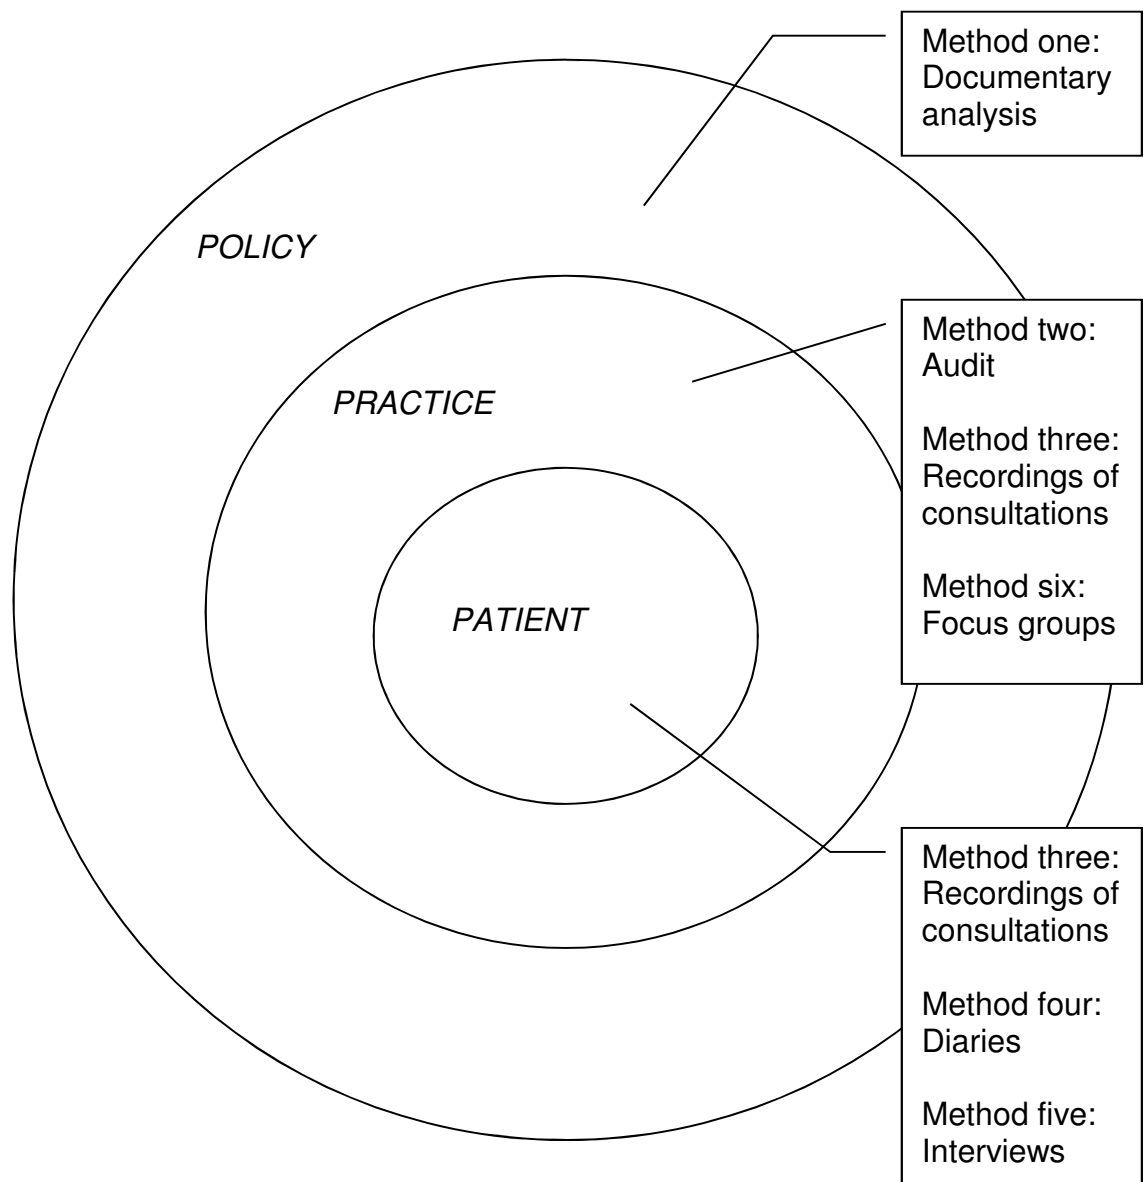 Method one:
Documentary
analysis
POLICY
Method two:
Audit
PRACTICE
Method three:
Recordings of
consultations
Method six:
Focus groups
PATIENT
Method three:
Recordings of
consultations
Method four:
Diaries
Method five:
Interviews